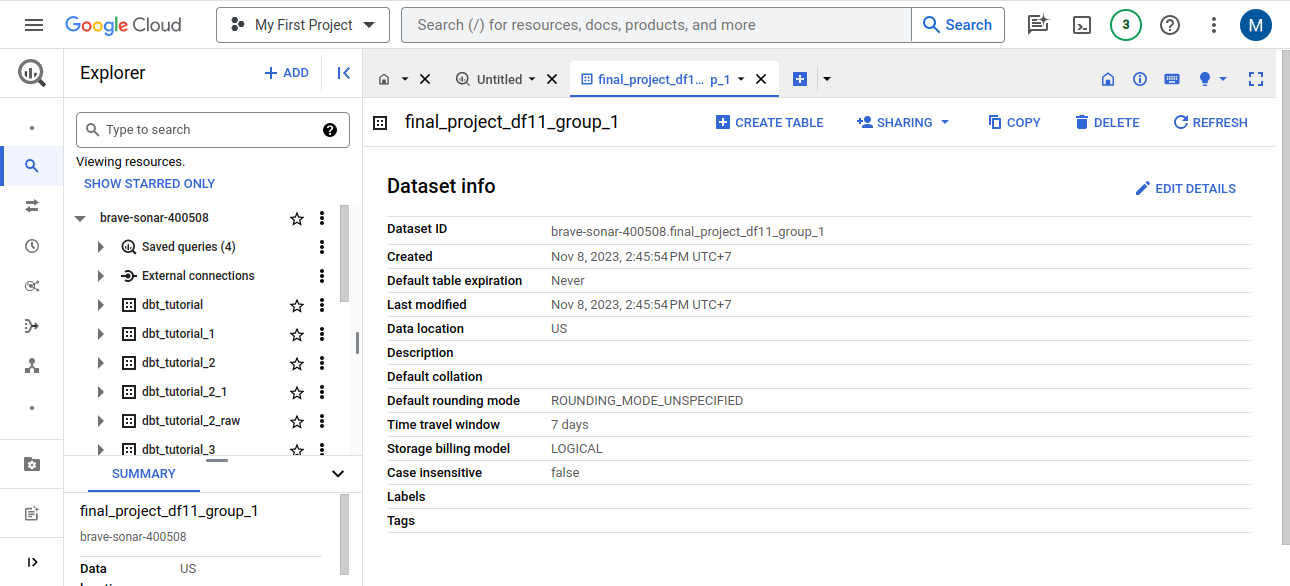 Google Cloud
My First Project
Search (/) for resources, docs, products, and more
Search
3
M
Explorer
ADD
Type to search
Viewing resources.
SHOW STARRED ONLY
brave-sonar-400508
Saved queries (4)
External connections
dbt_tutorial
dbt_tutorial_1
dbt_tutorial_2
dbt_tutorial_2_1
dbt_tutorial_2_raw
dbt_tutorial_3
SUMMARY
final_project_df11_group_1
brave-sonar-400508
Data US
Untitled
final_project_df1... p_1
final_project_df11_group_1
CREATE TABLE
SHARING
COPY
DELETE
REFRESH
Dataset info
EDIT DETAILS
Dataset ID brave-sonar-400508.final_project_df11_group_1
Created Nov 8, 2023, 2:45:54 PM UTC+7
Default table expiration Never
Last modified Nov 8, 2023, 2:45:54 PM UTC+7
Data location US
Description
Default collation
Default rounding mode ROUNDING_MODE_UNSPECIFIED
Time travel window 7 days
Storage billing model LOGICAL
Case insensitive false
Labels
Tags